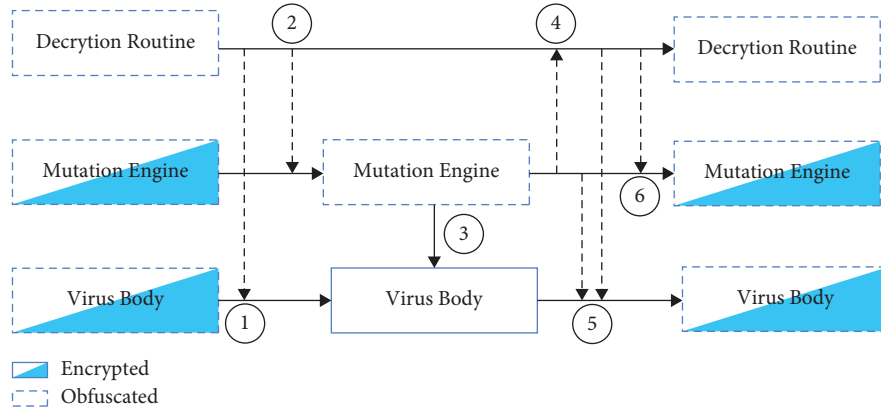 2
4
Decrytion Routine
Decrytion Routine
Mutation Engine
Mutation Engine
Mutation Engine
6
3
Virus Body
Virus Body
Virus Body
1
5
Encrypted
Obfuscated